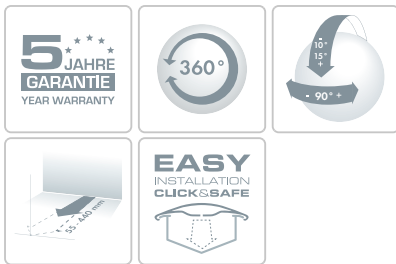 5 JAHRE
GARANTIE
YEAR WARRANTY
360°
-
10°
15°
+
- 90° +
55 - 440 mm
EASY
INSTALLATION
CLICK&SAFE